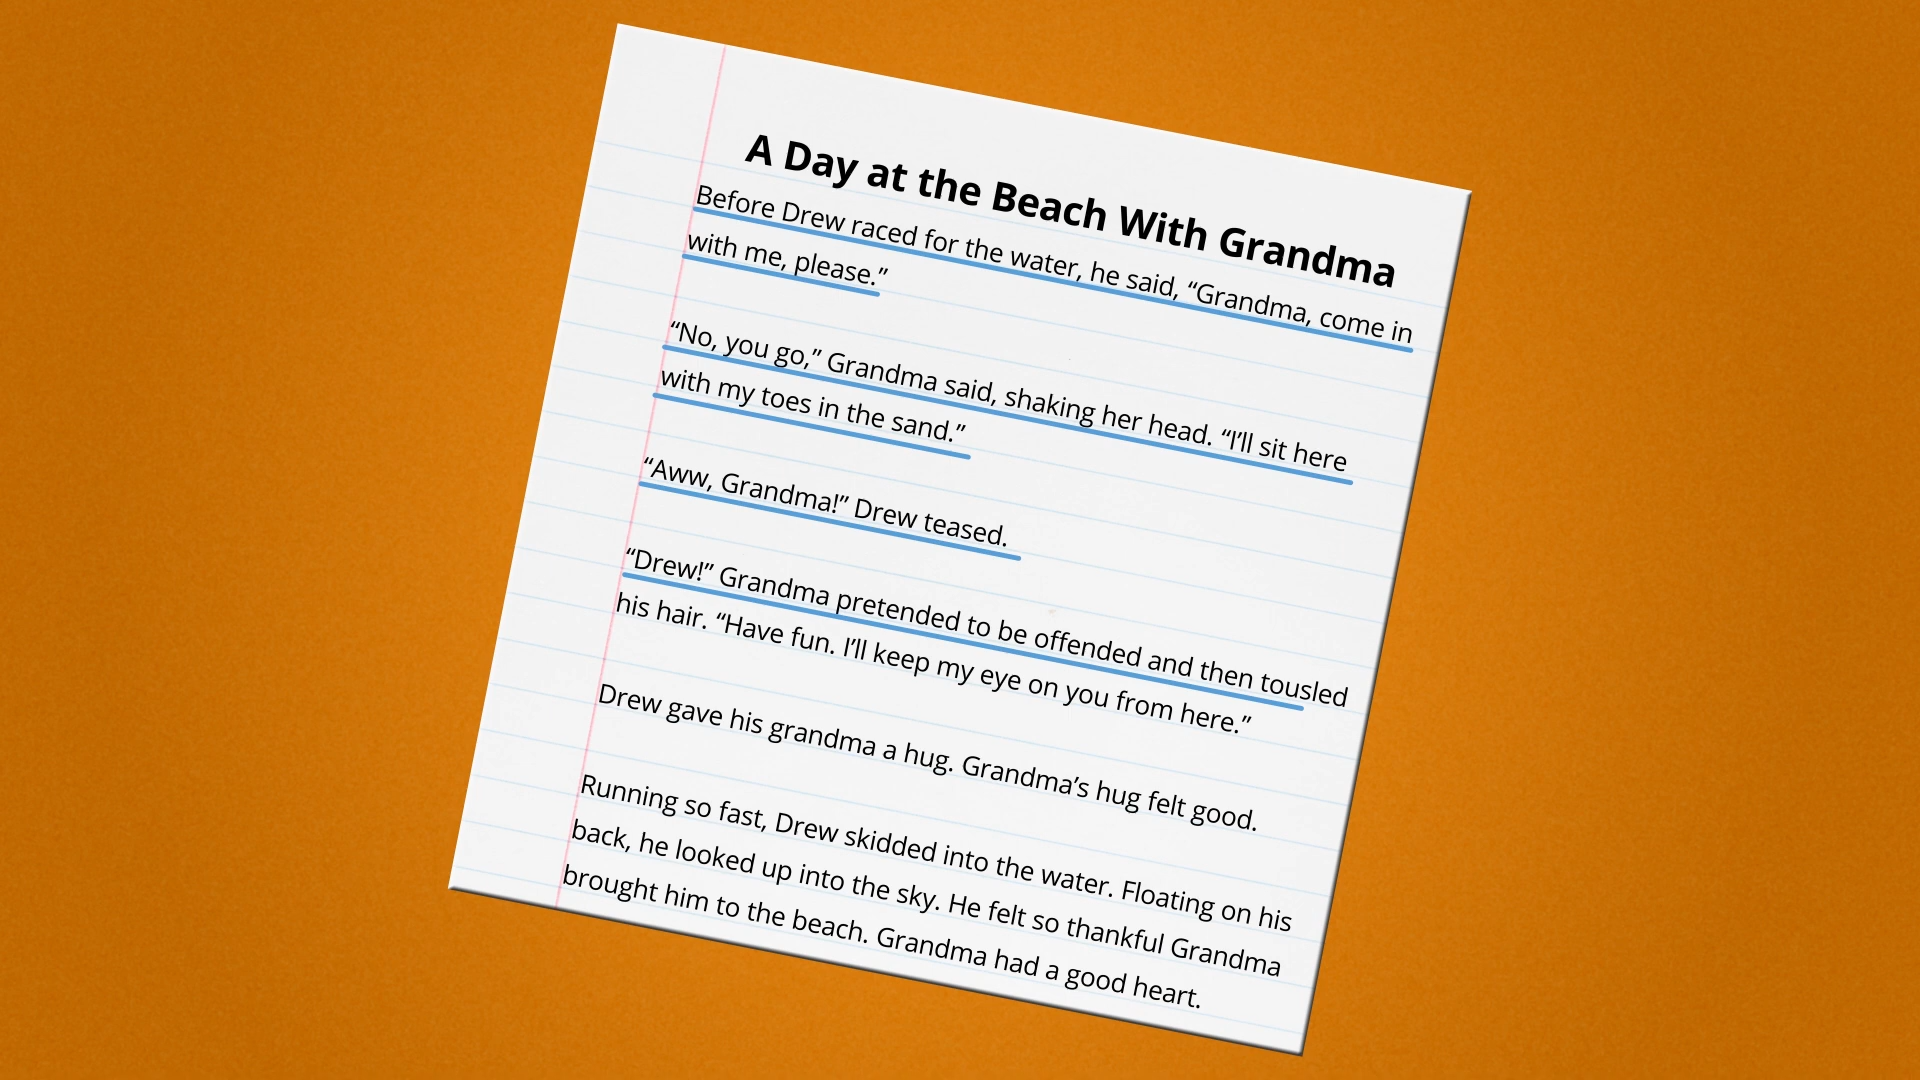 A Day at the Beach With Grandma
Before Drew raced for the water, he said, “Grandma, come in
with me, please.”
“No, you go,” Grandma said, shaking her head. “I’ll sit here
with my toes in the sand.”
“Aww, Grandma!” Drew teased.
“Drew!” Grandma pretended to be offended and then tousled
his hair. “Have fun. I’ll keep my eye on you from here.”
Drew gave his grandma a hug. Grandma’s hug felt good.
Running so fast, Drew skidded into the water. Floating on his
back, he looked up into the sky. He felt so thankful Grandma
brought him to the beach. Grandma had a good heart.